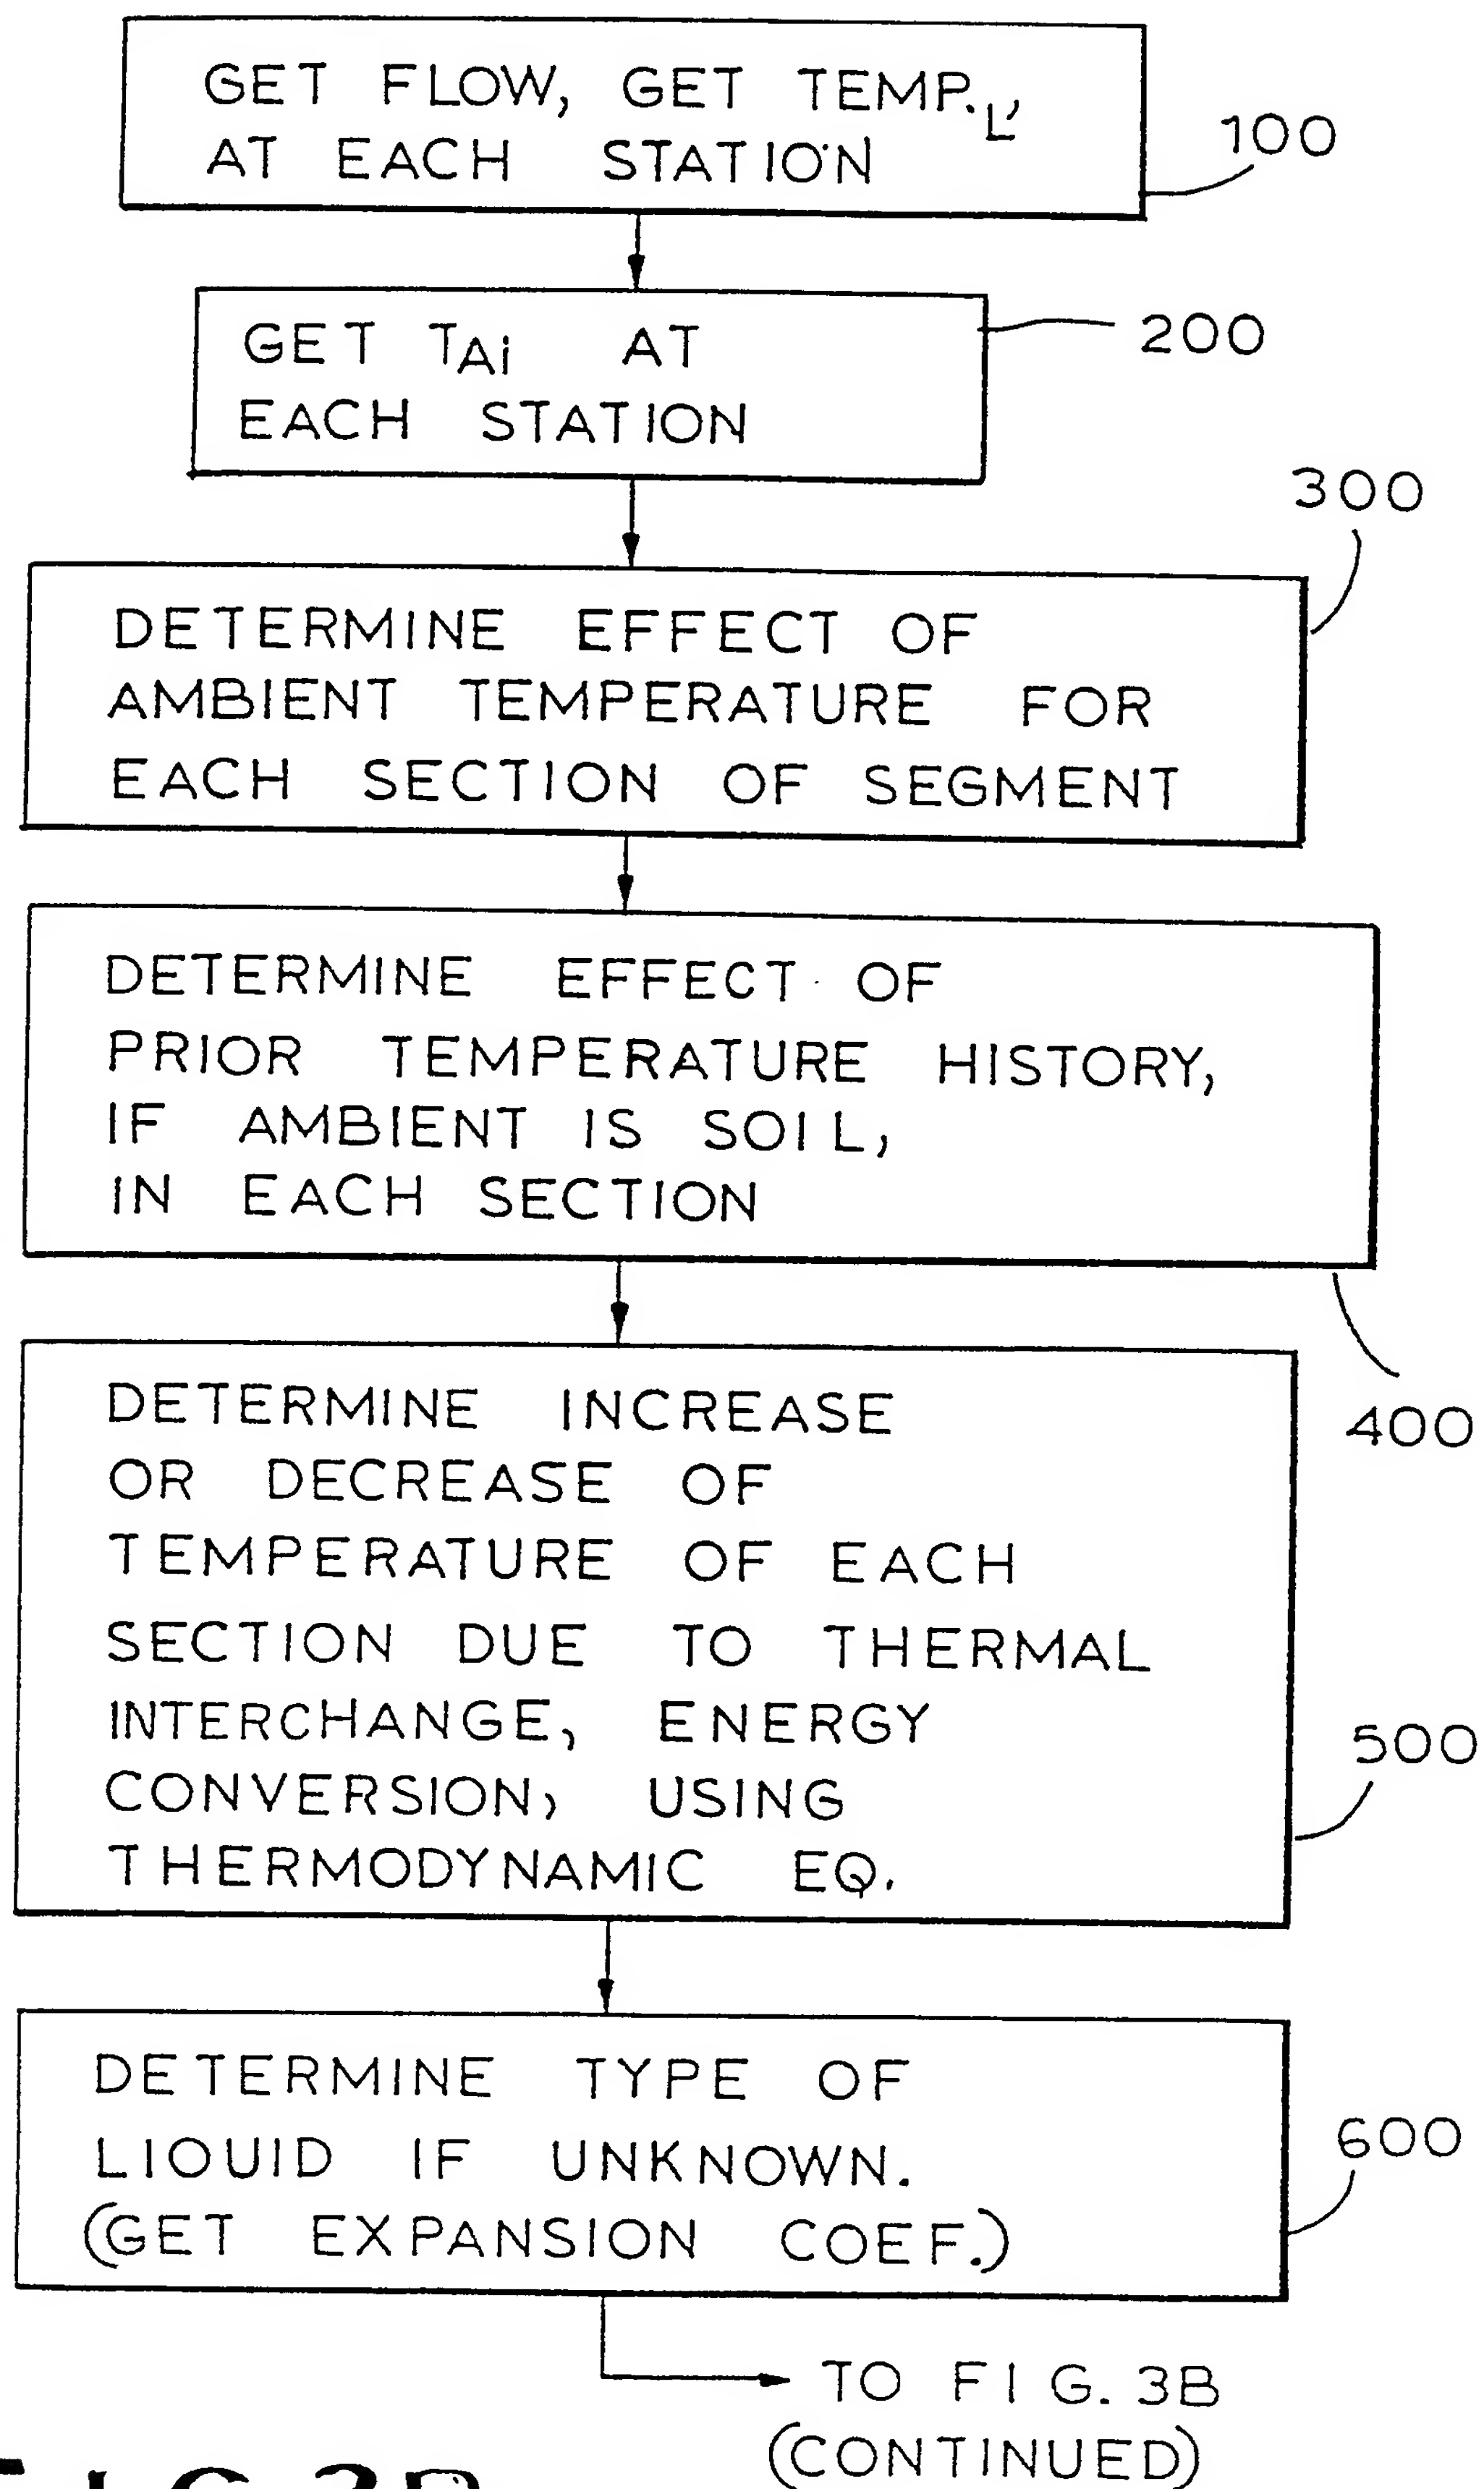 GET FLOW, GET TEMP.L,
AT EACH STATION
100
GET TAi AT
EACH STATION
200
300
DETERMINE EFFECT OF
AMBIENT TEMPERATURE FOR
EACH SECTION OF SEGMENT
DETERMINE EFFECT OF
PRIOR TEMPERATURE HISTORY,
IF AMBIENT IS SOIL,
IN EACH SECTION
400
DETERMINE INCREASE
OR DECREASE OF
TEMPERATURE OF EACH
SECTION DUE TO THERMAL
INTERCHANGE, ENERGY
CONVERSION, USING
THERMODYNAMIC EQ.
500
DETERMINE TYPE OF
LIOUID IF UNKNOWN.
(GET EXPANSION COEF.)
600
TO FIG. 3B
(CONTINUED)